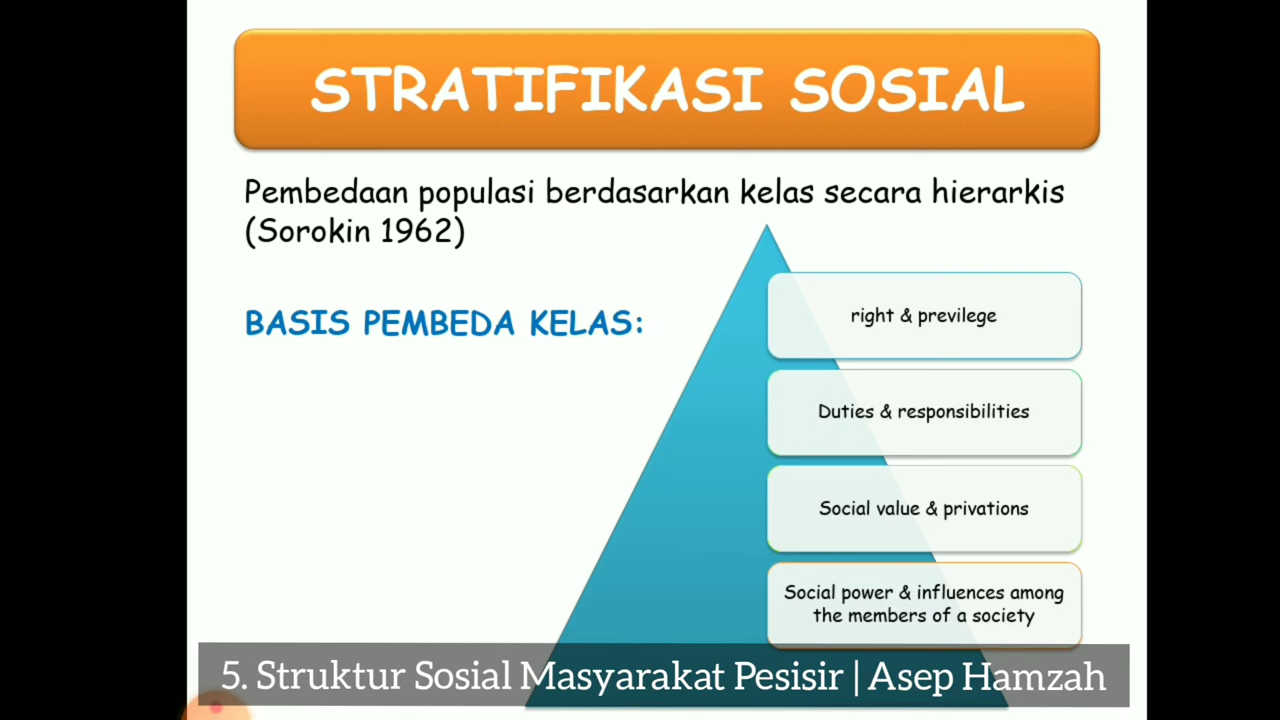 STRATIFIKASI SOSIAL
Pembedaan populasi berdasarkan kelas secara hierarkis
(Sorokin 1962)
BASIS PEMBEDA KELAS:
right & previlege
Duties & responsibilities
Social value & privations
Social power & influences among
the members of a society
5. Struktur Sosial Masyarakat Pesisir | Asep Hamzah